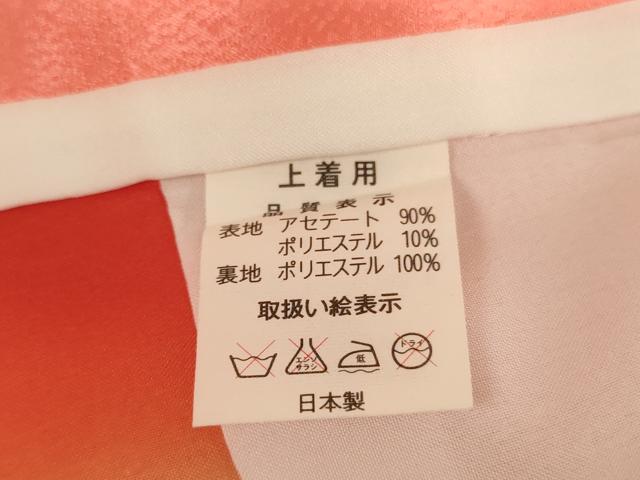 上着用
品質表示
表地 アセテート 90%
ポリエステル 10%
裏地 ポリエステル 100%
取扱い絵表示
エンソ サラシ 低 ドライ
日本製